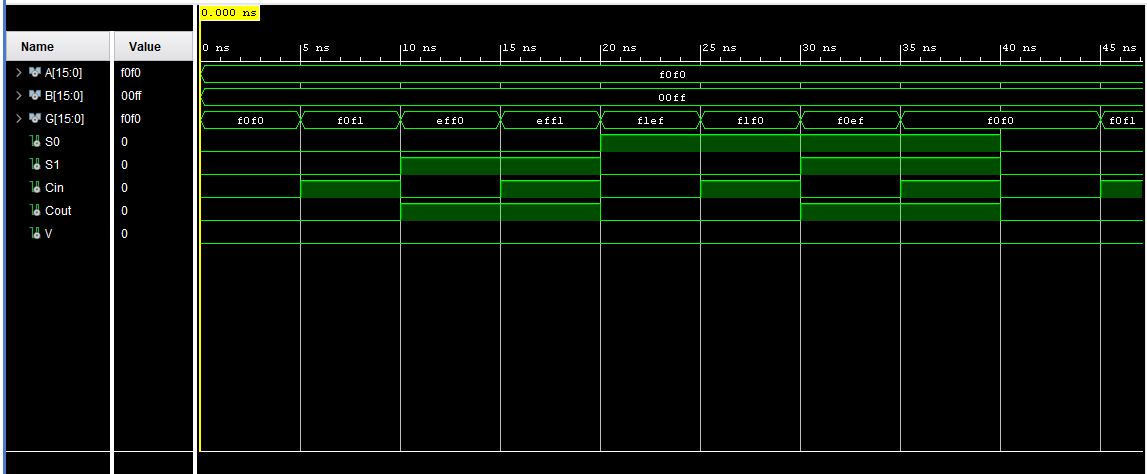 0.000 ns
Name Value
0 ns 5 ns 10 ns 15 ns 20 ns 25 ns 30 ns 35 ns 40 ns 45 ns
A[15:0] f0f0 f0f0
B[15:0] 00ff 00ff
G[15:0] f0f0 f0f0 f0f1 eff0 eff1 f1ef f1f0 f0ef f0f0 f0f1
S0 0
S1 0
Cin 0
Cout 0
V 0